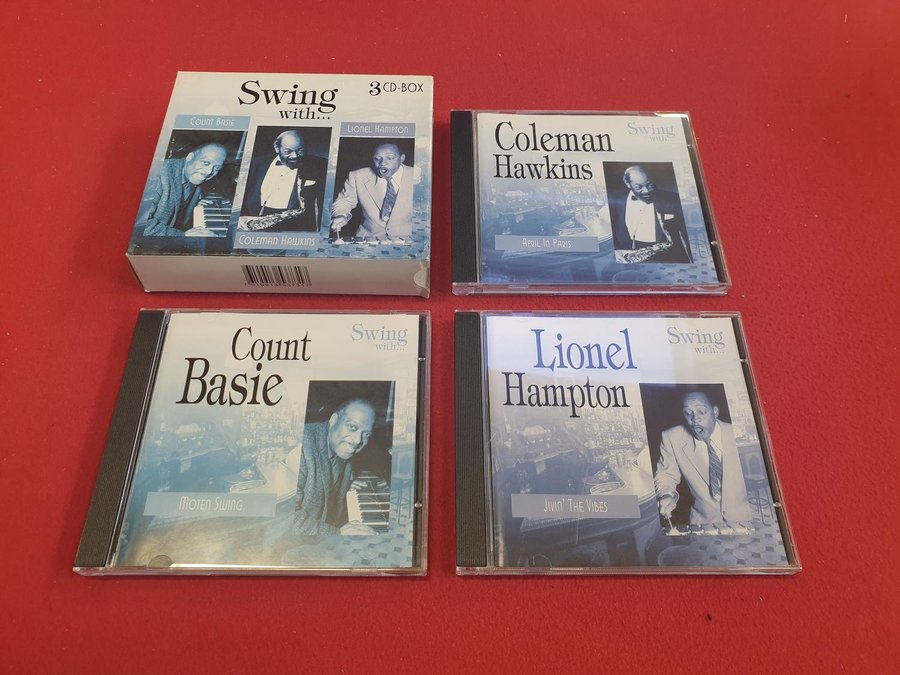 Swing
with...
3 CD-BOX
COUNT BASIE
LIONEL HAMPTON
COLEMAN HAWKINS
Coleman
Hawkins
Swing
with...
APRIL IN PARIS
Count
Basie
Swing
with...
MOTEN SWING
Lionel
Hampton
Swing
with...
JIVIN' THE VIBES